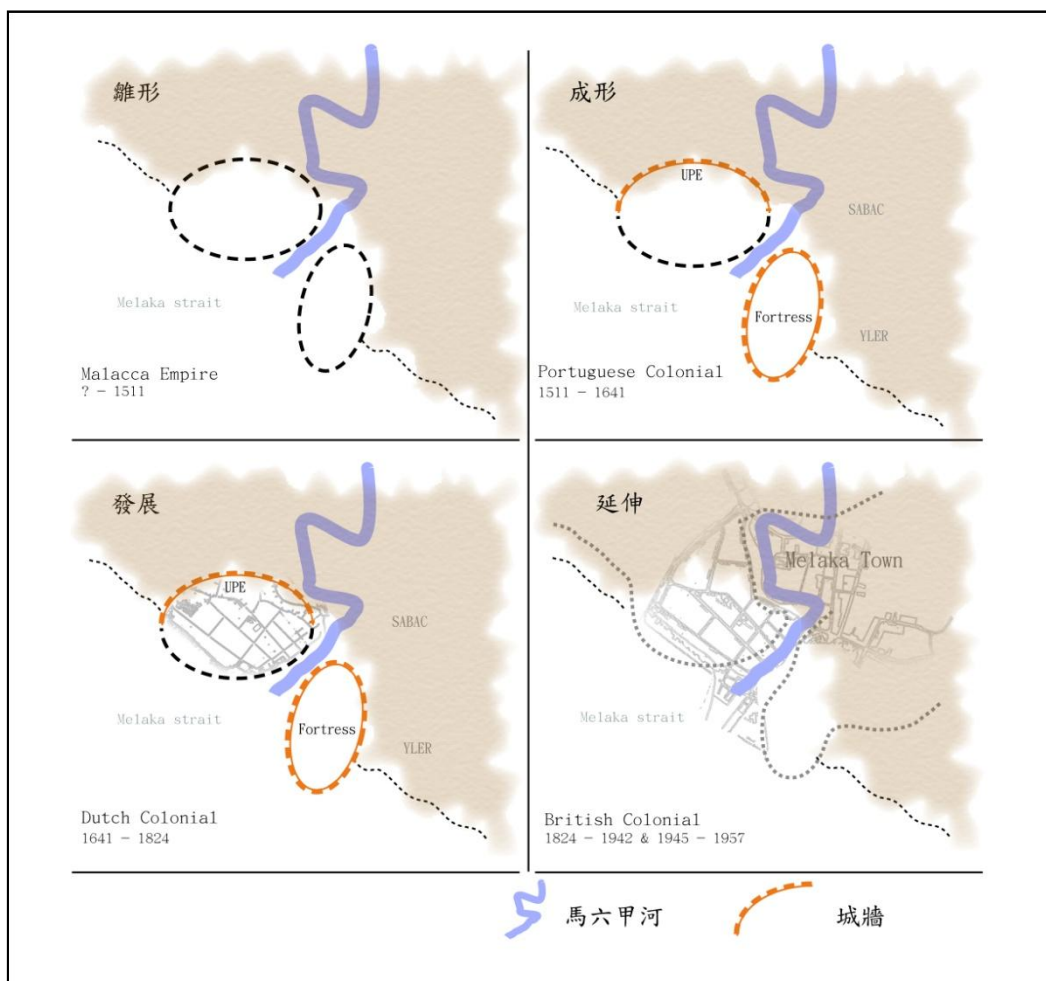 雛形
Melaka strait
Malacca Empire
? - 1511
成形
UPE
SABAC
Melaka strait
Fortress
YLER
Portuguese Colonial
1511 - 1641
發展
UPE
SABAC
Melaka strait
Fortress
YLER
Dutch Colonial
1641 - 1824
延伸
Melaka Town
Melaka strait
British Colonial
1824 - 1942 & 1945 - 1957
馬六甲河
城牆